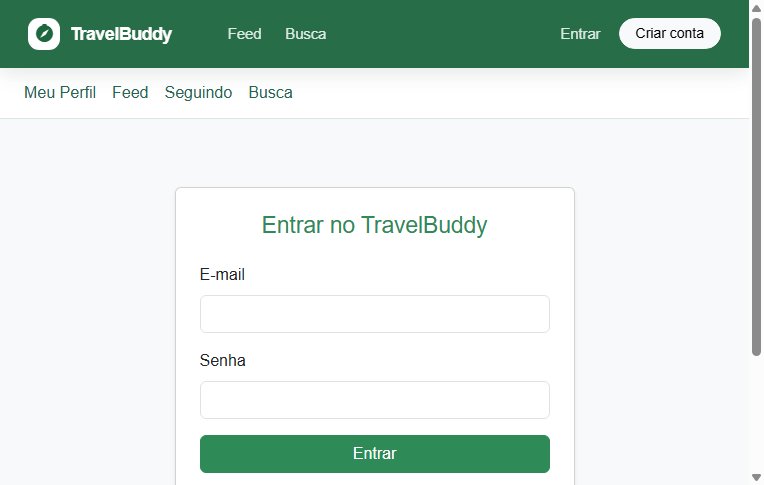 TravelBuddy Feed Busca Entrar Criar conta
Meu Perfil Feed Seguindo Busca
Entrar no TravelBuddy
E-mail
Senha
Entrar